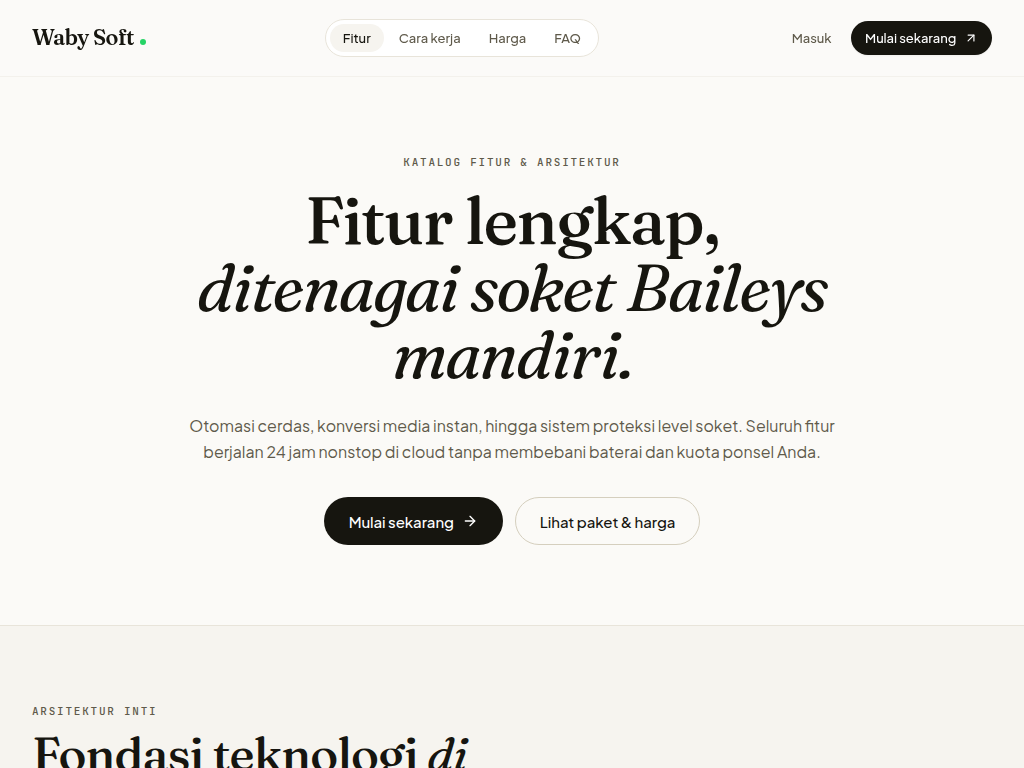 Waby Soft
Fitur Cara kerja Harga FAQ
Masuk
Mulai sekarang
KATALOG FITUR & ARSITEKTUR
Fitur lengkap,
ditenagai soket Baileys
mandiri.
Otomasi cerdas, konversi media instan, hingga sistem proteksi level soket. Seluruh fitur
berjalan 24 jam nonstop di cloud tanpa membebani baterai dan kuota ponsel Anda.
Mulai sekarang
Lihat paket & harga
ARSITEKTUR INTI
Fondasi teknologi di